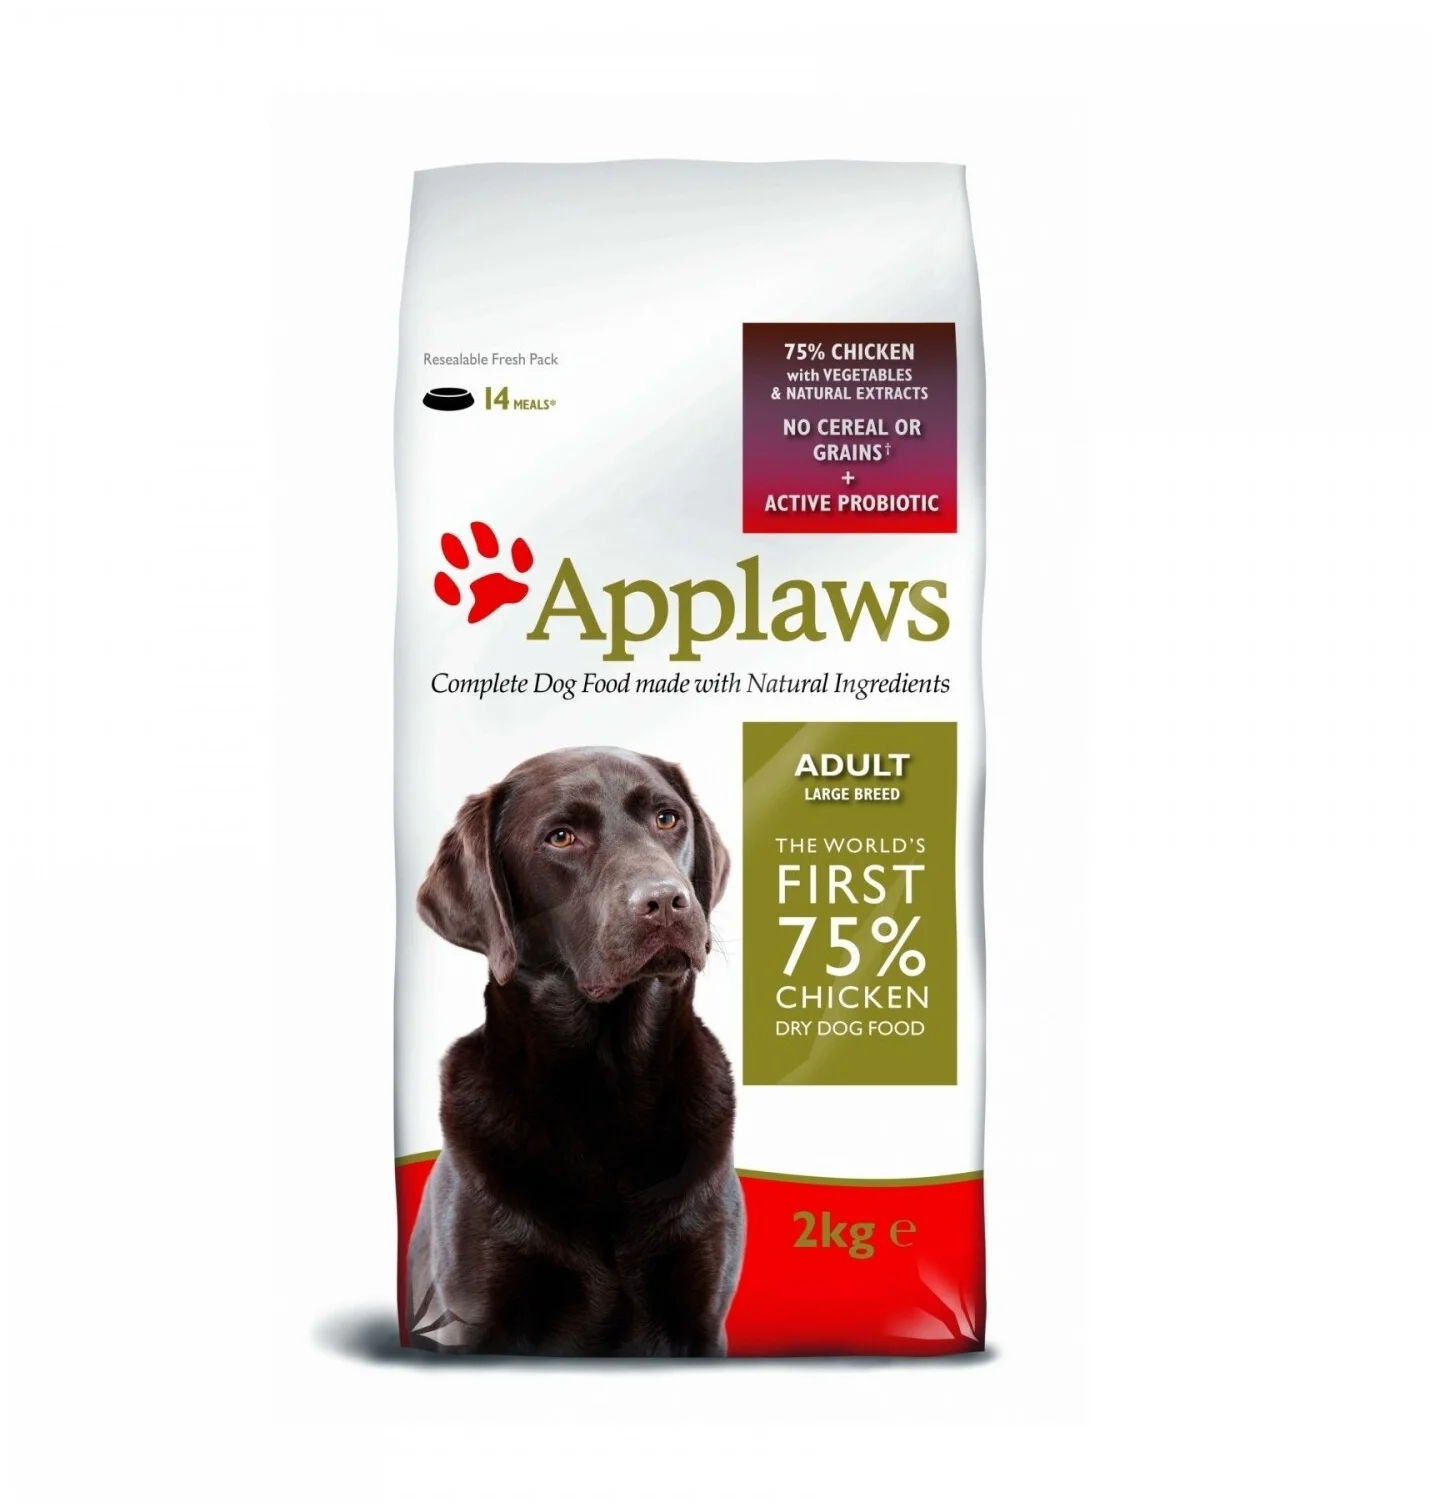 Resealable Fresh Pack
14 MEALS*
75% CHICKEN
with VEGETABLES
& NATURAL EXTRACTS
NO CEREAL OR
GRAINS†
+
ACTIVE PROBIOTIC
Applaws
Complete Dog Food made with Natural Ingredients
ADULT
LARGE BREED
THE WORLD'S
FIRST
75%
CHICKEN
DRY DOG FOOD
2kg ℮